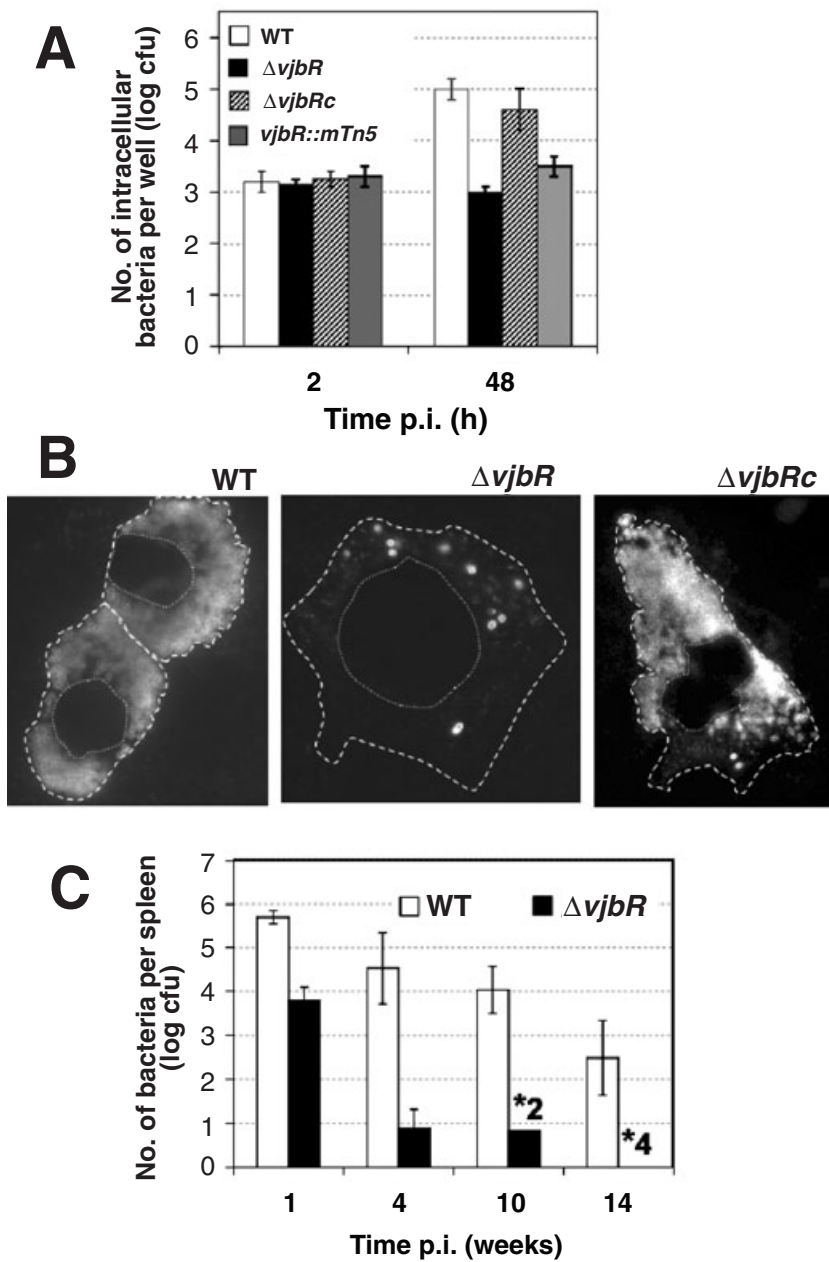 A
No. of intracellular
bacteria per well (log cfu)
6
5
4
3
2
1
0
WT
ΔvjbR
ΔvjbRc
vjbR::mTn5
2
48
Time p.i. (h)
B
WT
ΔvjbR
ΔvjbRc
C
No. of bacteria per spleen
(log cfu)
7
6
5
4
3
2
1
0
WT
ΔvjbR
*2
*4
1
4
10
14
Time p.i. (weeks)